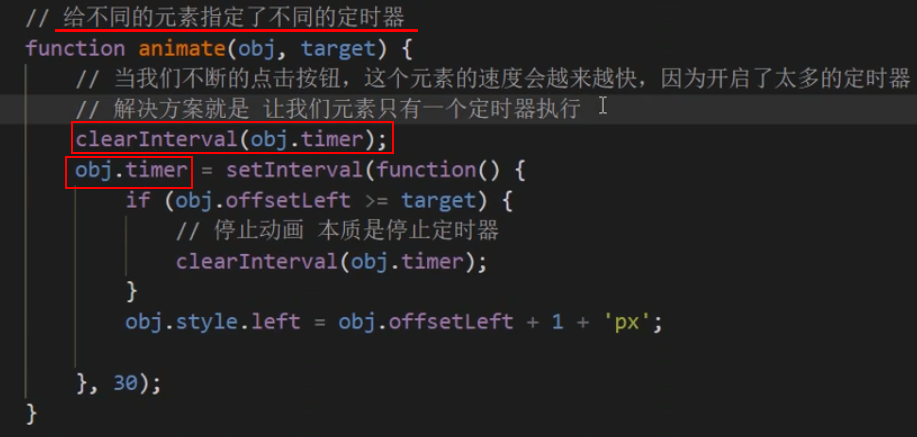 // 给不同的元素指定了不同的定时器
function animate(obj, target) {
// 当我们不断的点击按钮，这个元素的速度会越来越快，因为开启了太多的定时器
// 解决方案就是 让我们元素只有一个定时器执行
clearInterval(obj.timer);
obj.timer = setInterval(function() {
if (obj.offsetLeft >= target) {
// 停止动画 本质是停止定时器
clearInterval(obj.timer);
}
obj.style.left = obj.offsetLeft + 1 + 'px';
}, 30);
}